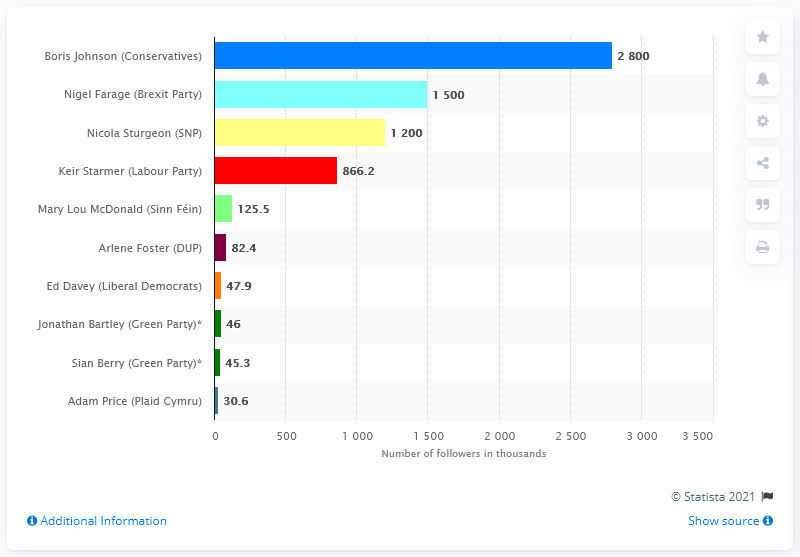 Boris Johnson (Conservatives) 2 800
Nigel Farage (Brexit Party) 1 500
Nicola Sturgeon (SNP) 1 200
Keir Starmer (Labour Party) 866.2
Mary Lou McDonald (Sinn Féin) 125.5
Arlene Foster (DUP) 82.4
Ed Davey (Liberal Democrats) 47.9
Jonathan Bartley (Green Party)* 46
Sian Berry (Green Party)* 45.3
Adam Price (Plaid Cymru) 30.6
0 500 1 000 1 500 2 000 2 500 3 000 3 500
Number of followers in thousands
© Statista 2021
Additional Information Show source